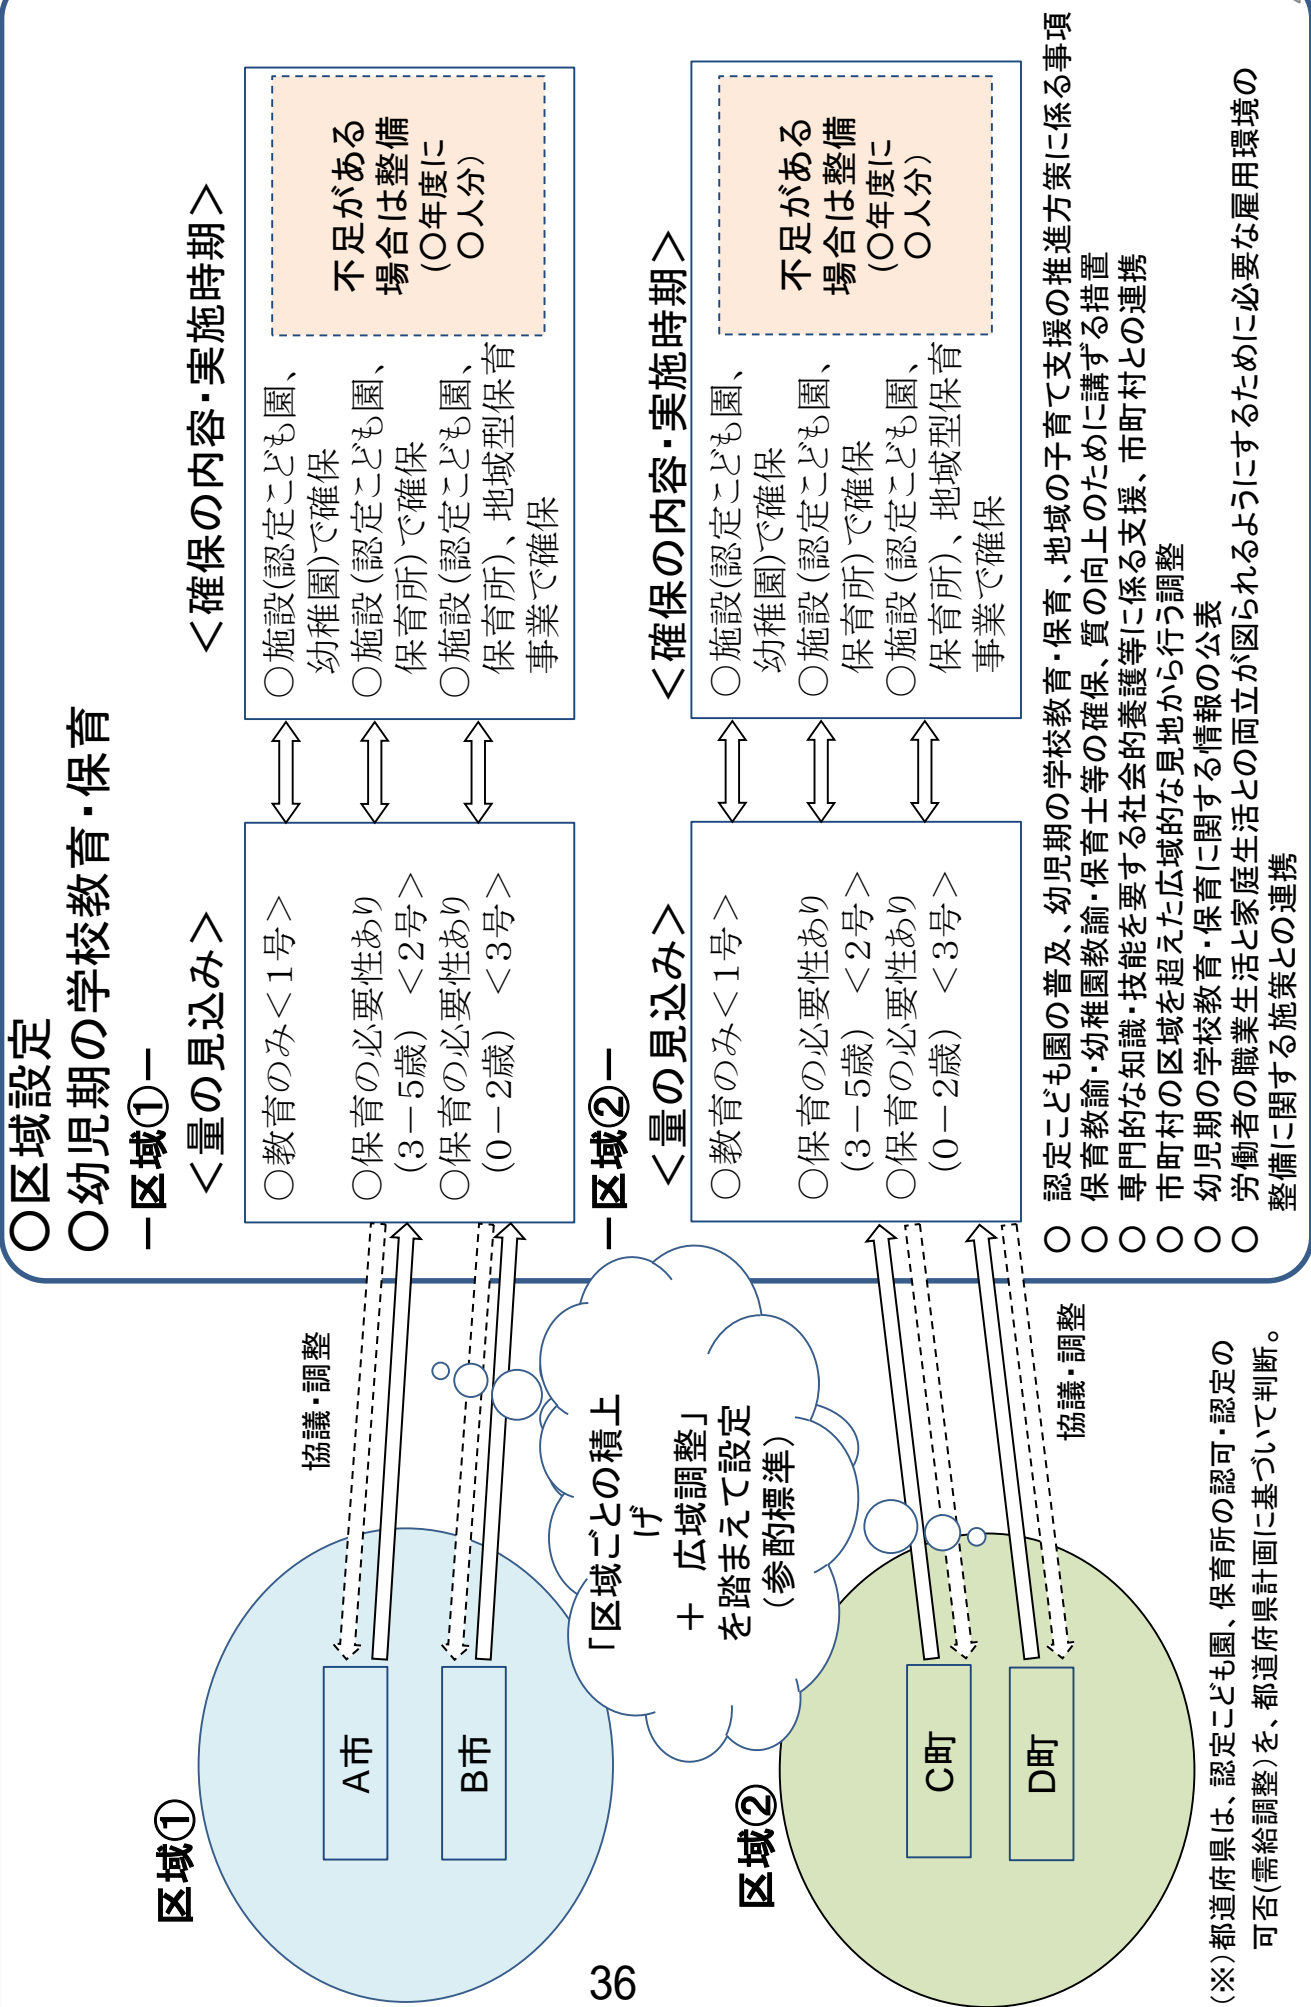 ○区域設定
○幼児期の学校教育・保育
－区域①－
＜量の見込み＞
＜確保の内容・実施時期＞
○教育のみ＜1号＞
○保育の必要性あり
(3－5歳)　＜2号＞
○保育の必要性あり
(0－2歳)　＜3号＞
○施設(認定こども園、
幼稚園)で確保
○施設(認定こども園、
保育所)で確保
○施設(認定こども園、
保育所)、地域型保育
事業で確保
不足がある
場合は整備
(○年度に
○人分)
－区域②－
＜量の見込み＞
＜確保の内容・実施時期＞
○教育のみ＜1号＞
○保育の必要性あり
(3－5歳)　＜2号＞
○保育の必要性あり
(0－2歳)　＜3号＞
○施設(認定こども園、
幼稚園)で確保
○施設(認定こども園、
保育所)で確保
○施設(認定こども園、
保育所)、地域型保育
事業で確保
不足がある
場合は整備
(○年度に
○人分)
○　認定こども園の普及、幼児期の学校教育・保育、地域の子育て支援の推進方策に係る事項
○　保育教諭・幼稚園教諭・保育士等の確保、質の向上のために講ずる措置
○　専門的な知識・技能を要する社会的養護等に係る支援、市町村との連携
○　市町村の区域を超えた広域的な見地から行う調整
○　幼児期の学校教育・保育に関する情報の公表
○　労働者の職業生活と家庭生活との両立が図られるようにするために必要な雇用環境の
整備に関する施策との連携
区域①
A市
B市
協議・調整
「区域ごとの積上
げ
＋　広域調整」
を踏まえて設定
(参酌標準)
区域②
C町
D町
協議・調整
(※)都道府県は、認定こども園、保育所の認可・認定の
可否(需給調整)を、都道府県計画に基づいて判断。
36